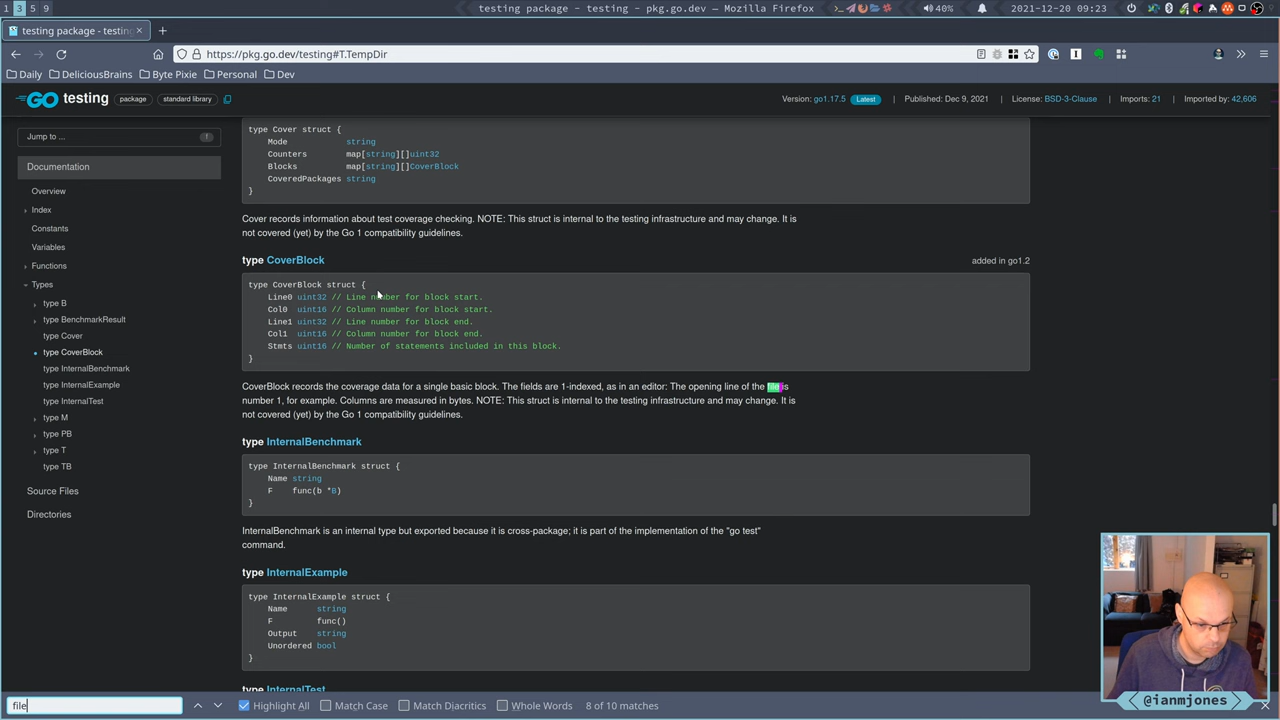 1 3 5 9
testing package - testing - pkg.go.dev — Mozilla Firefox
40%
2021-12-20 09:23
testing package - testing
https://pkg.go.dev/testing#T.TempDir
Daily
DeliciousBrains
Byte Pixie
Personal
Dev
GO testing
package
standard library
Version: go1.17.5 Latest
Published: Dec 9, 2021
License: BSD-3-Clause
Imports: 21
Imported by: 42,606
Jump to ...
f
Documentation
Overview
Index
Constants
Variables
Functions
Types
type B
type BenchmarkResult
type Cover
type CoverBlock
type InternalBenchmark
type InternalExample
type InternalTest
type M
type PB
type T
type TB
Source Files
Directories
type Cover struct {
Mode string
Counters map[string][]uint32
Blocks map[string][]CoverBlock
CoveredPackages string
}
Cover records information about test coverage checking. NOTE: This struct is internal to the testing infrastructure and may change. It is
not covered (yet) by the Go 1 compatibility guidelines.
type CoverBlock
added in go1.2
type CoverBlock struct {
Line0 uint32 // Line number for block start.
Col0 uint16 // Column number for block start.
Line1 uint32 // Line number for block end.
Col1 uint16 // Column number for block end.
Stmts uint16 // Number of statements included in this block.
}
CoverBlock records the coverage data for a single basic block. The fields are 1-indexed, as in an editor: The opening line of the file is
number 1, for example. Columns are measured in bytes. NOTE: This struct is internal to the testing infrastructure and may change. It is
not covered (yet) by the Go 1 compatibility guidelines.
type InternalBenchmark
type InternalBenchmark struct {
Name string
F func(b *B)
}
InternalBenchmark is an internal type but exported because it is cross-package; it is part of the implementation of the "go test"
command.
type InternalExample
type InternalExample struct {
Name string
F func()
Output string
Unordered bool
}
type InternalTest
file
Highlight All
Match Case
Match Diacritics
Whole Words
8 of 10 matches
@ianmjones